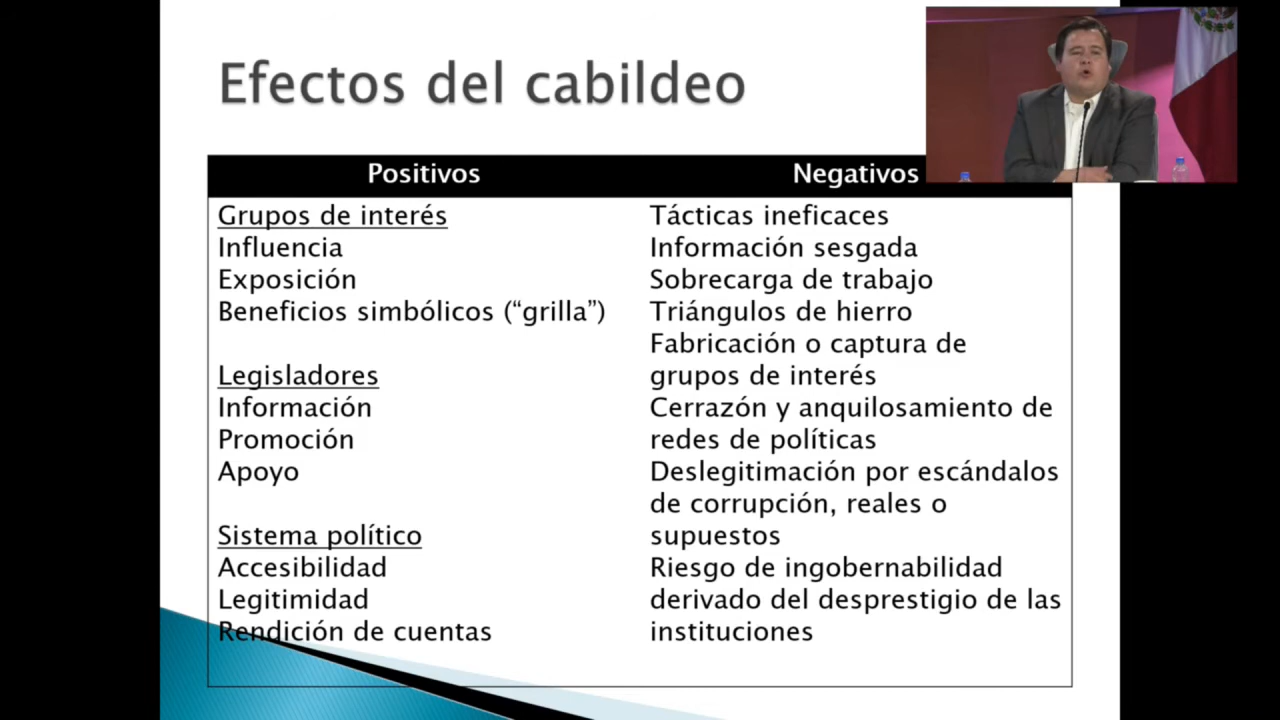 Efectos del cabildeo
Positivos
Negativos
Grupos de interés
Influencia
Exposición
Beneficios simbólicos (“grilla”)
Legisladores
Información
Promoción
Apoyo
Sistema político
Accesibilidad
Legitimidad
Rendición de cuentas
Tácticas ineficaces
Información sesgada
Sobrecarga de trabajo
Triángulos de hierro
Fabricación o captura de
grupos de interés
Cerrazón y anquilosamiento de
redes de políticas
Deslegitimación por escándalos
de corrupción, reales o
supuestos
Riesgo de ingobernabilidad
derivado del desprestigio de las
instituciones